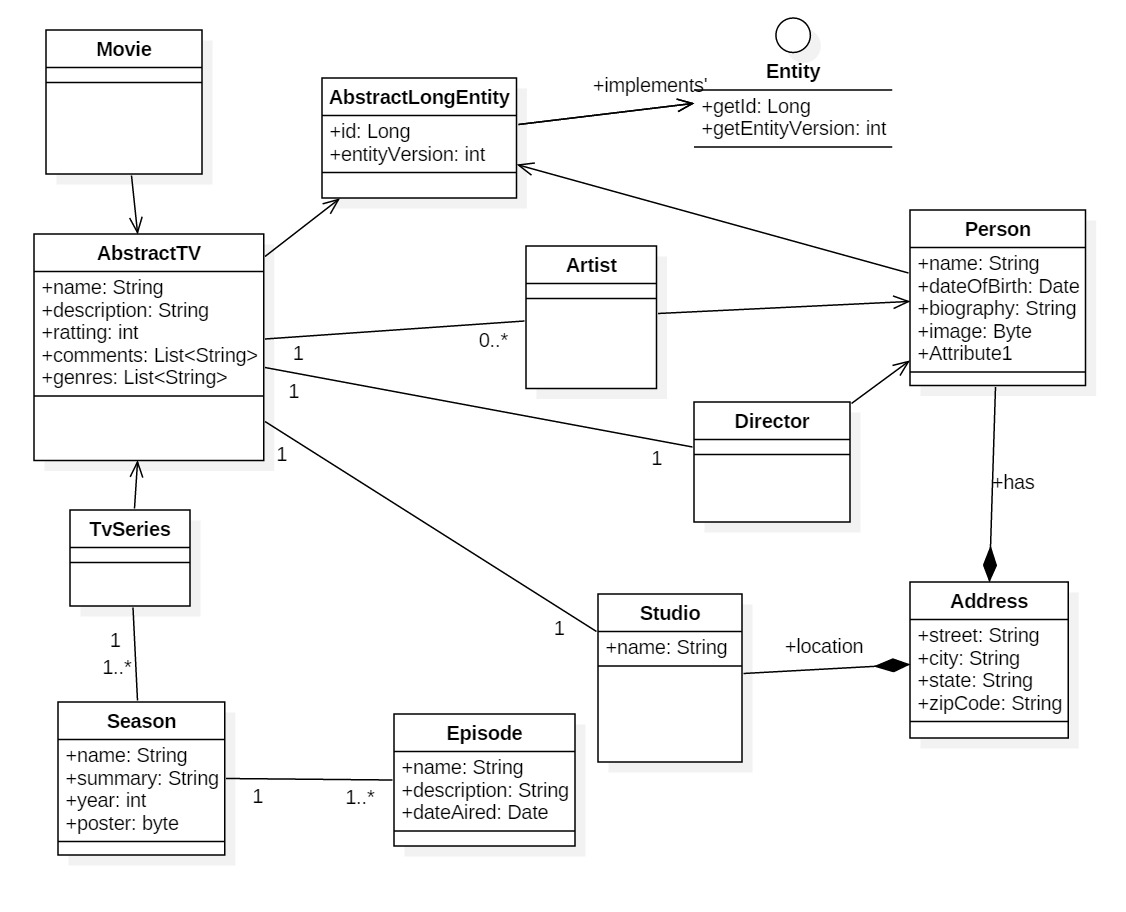 Movie
AbstractLongEntity
+id: Long
+entityVersion: int
+implements'
Entity
+getId: Long
+getEntityVersion: int
AbstractTV
+name: String
+description: String
+ratting: int
+comments: List<String>
+genres: List<String>
Artist
Person
+name: String
+dateOfBirth: Date
+biography: String
+image: Byte
+Attribute1
1
0..*
1
1
Director
1
1
+has
TvSeries
1
1..*
Studio
+name: String
+location
Address
+street: String
+city: String
+state: String
+zipCode: String
Season
+name: String
+summary: String
+year: int
+poster: byte
1
1..*
Episode
+name: String
+description: String
+dateAired: Date